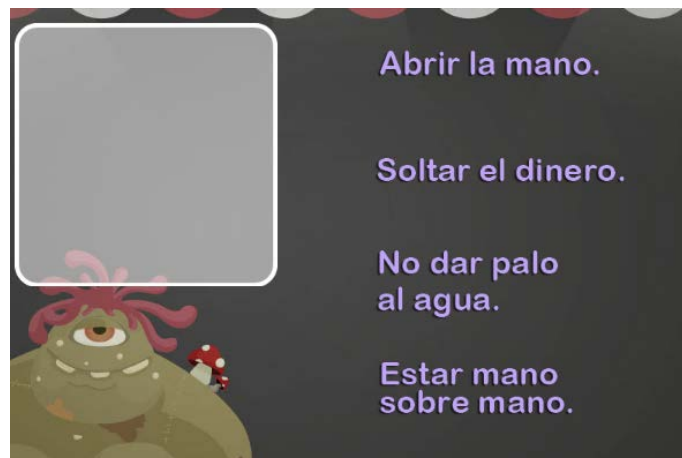 Abrir la mano.
Soltar el dinero.
No dar palo
al agua.
Estar mano
sobre mano.